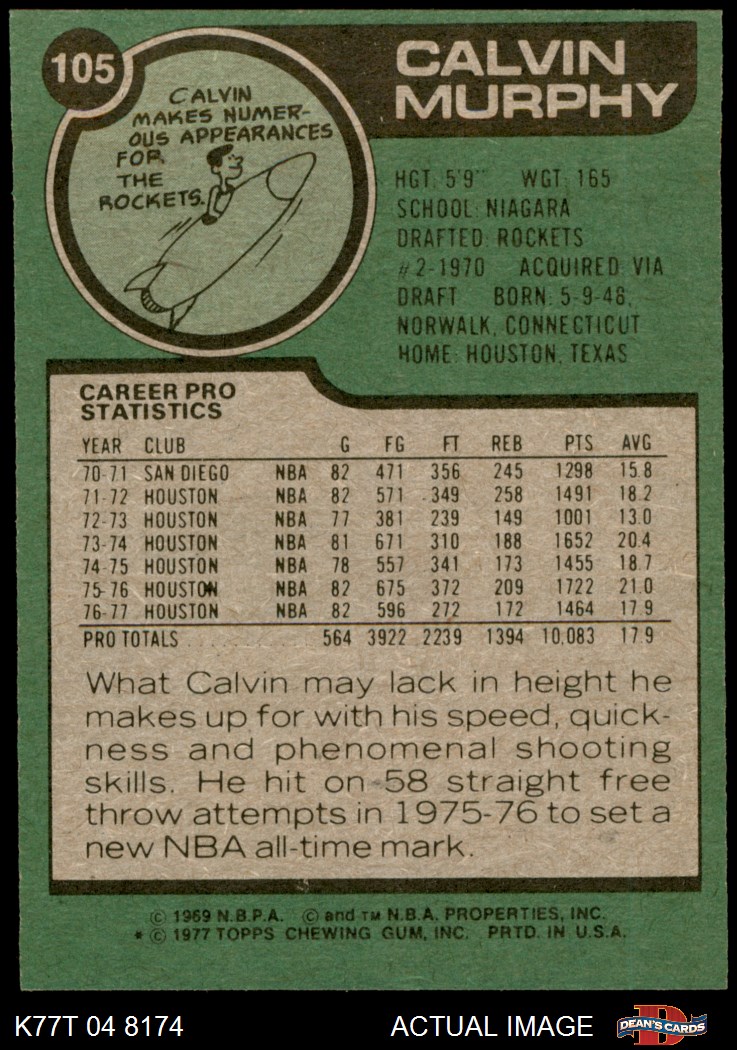 105
CALVIN
MURPHY
CALVIN
MAKES NUMER-
OUS APPEARANCES
FOR
THE
ROCKETS.
HGT. 5'9" WGT. 165
SCHOOL: NIAGARA
DRAFTED: ROCKETS
#2-1970 ACQUIRED: VIA
DRAFT BORN: 5-9-48,
NORWALK, CONNECTICUT
HOME: HOUSTON, TEXAS
CAREER PRO
STATISTICS
YEAR CLUB G FG FT REB PTS AVG
70-71 SAN DIEGO NBA 82 471 356 245 1298 15.8
71-72 HOUSTON NBA 82 571 349 258 1491 18.2
72-73 HOUSTON NBA 77 381 239 149 1001 13.0
73-74 HOUSTON NBA 81 671 310 188 1652 20.4
74-75 HOUSTON NBA 78 557 341 173 1455 18.7
75-76 HOUSTON NBA 82 675 372 209 1722 21.0
76-77 HOUSTON NBA 82 596 272 172 1464 17.9
PRO TOTALS 564 3922 2239 1394 10,083 17.9
What Calvin may lack in height he
makes up for with his speed, quick-
ness and phenomenal shooting
skills. He hit on 58 straight free
throw attempts in 1975-76 to set a
new NBA all-time mark.
© 1969 N.B.P.A. © and TM N.B.A. PROPERTIES, INC.
* © 1977 TOPPS CHEWING GUM, INC. PRTD. IN U.S.A.
K77T 04 8174 ACTUAL IMAGE DEAN'S CARDS